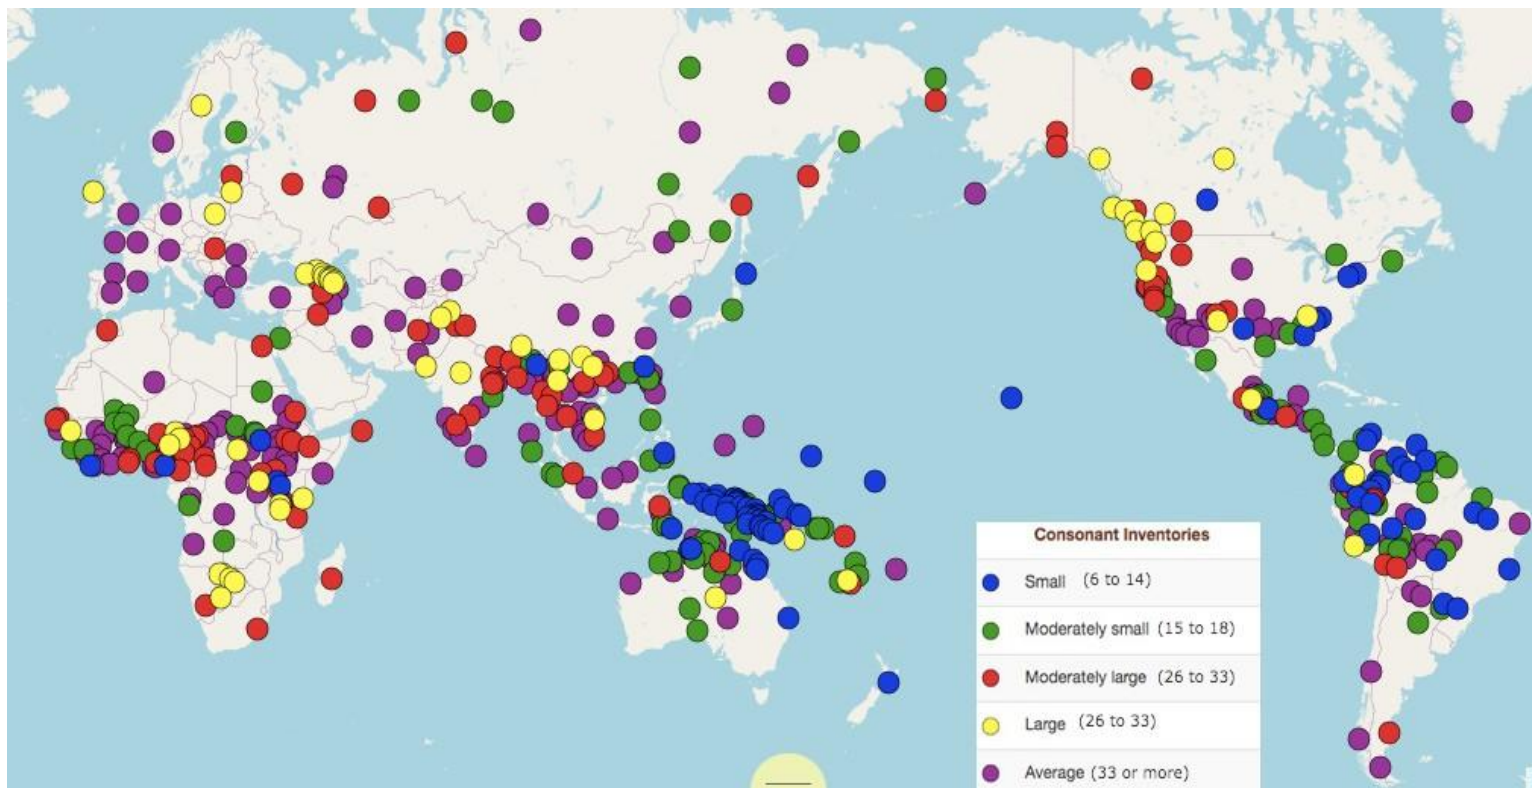 Consonant Inventories
Small (6 to 14)
Moderately small (15 to 18)
Moderately large (26 to 33)
Large (26 to 33)
Average (33 or more)